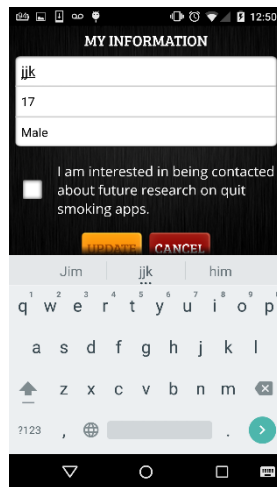 12:50
MY INFORMATION
jjk
17
Male
I am interested in being contacted
about future research on quit
smoking apps.
UPDATE CANCEL
Jim jjk him
1 2 3 4 5 6 7 8 9 0
q w e r t y u i o p
a s d f g h j k l
z x c v b n m
?123 , .